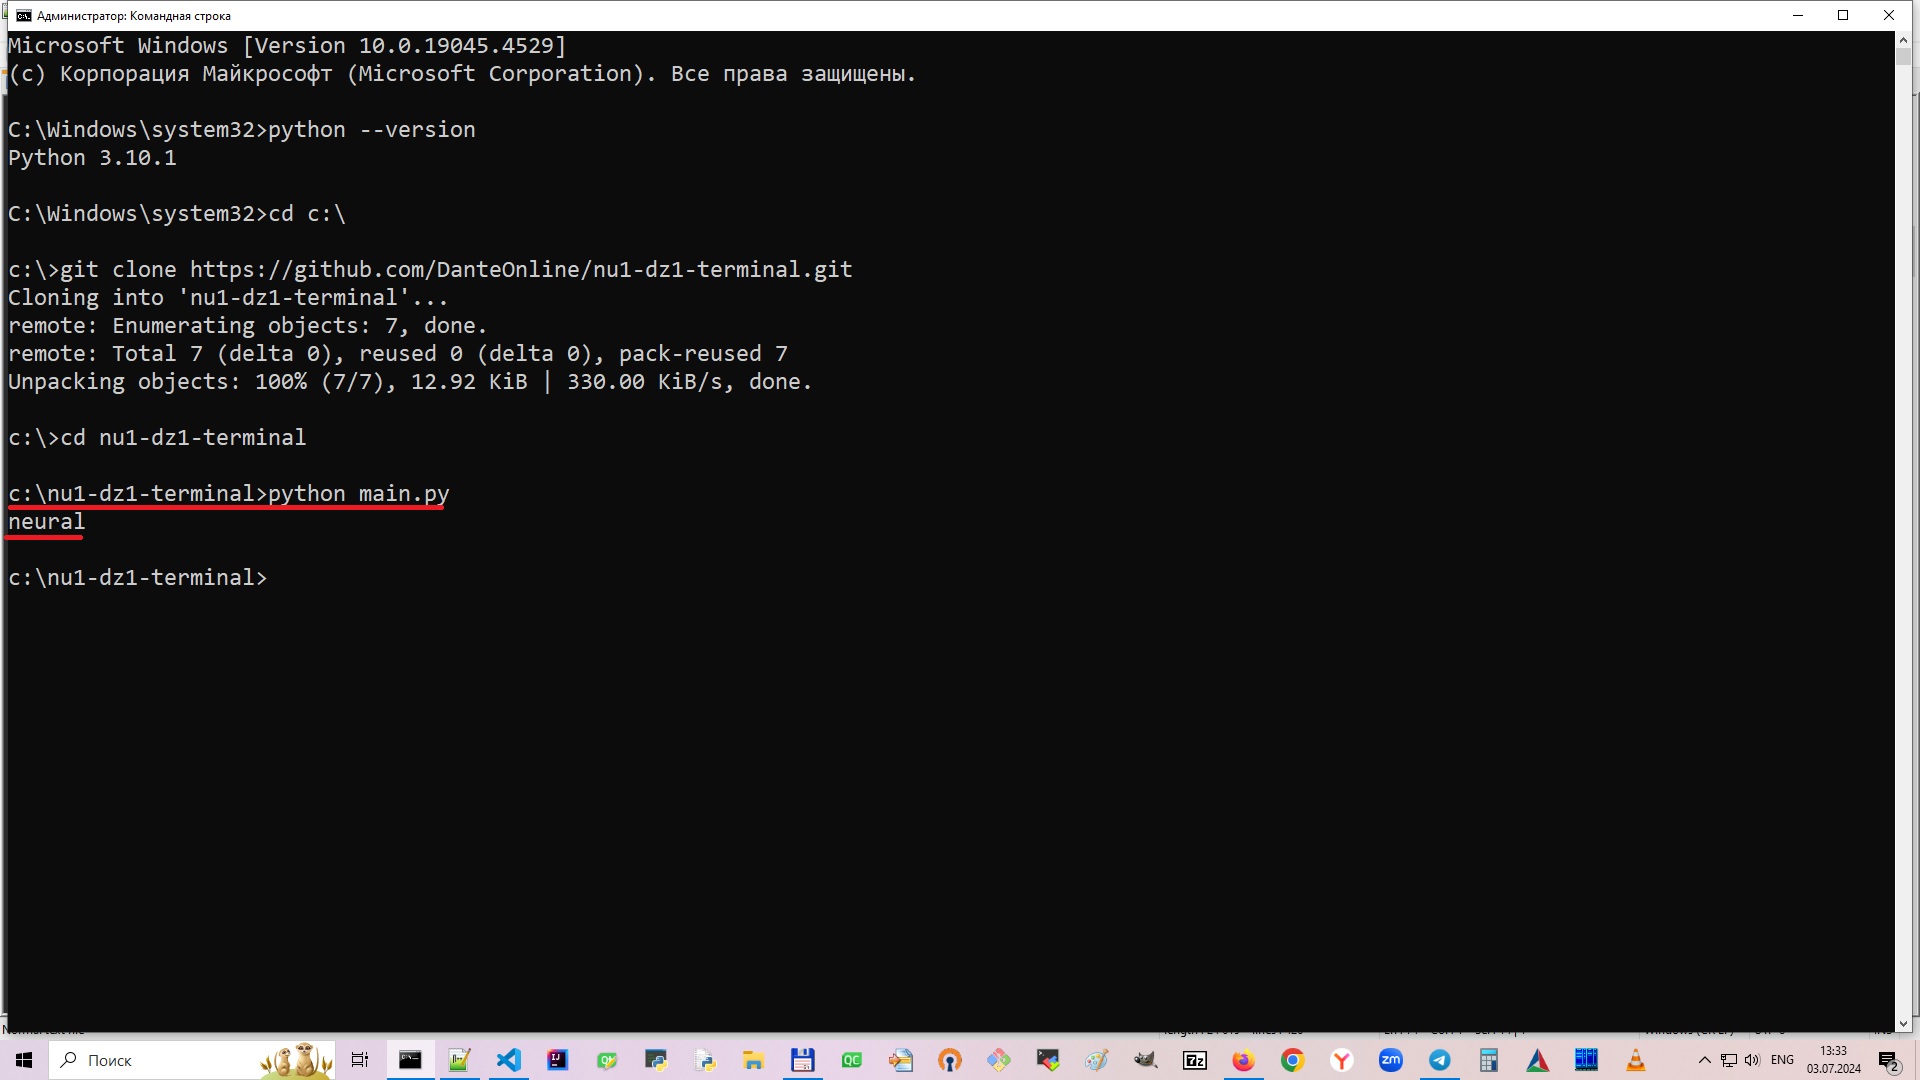 Администратор: Командная строка
Microsoft Windows [Version 10.0.19045.4529]
(c) Корпорация Майкрософт (Microsoft Corporation). Все права защищены.
C:\Windows\system32>python --version
Python 3.10.1
C:\Windows\system32>cd c:\
c:\>git clone https://github.com/DanteOnline/nu1-dz1-terminal.git
Cloning into 'nu1-dz1-terminal'...
remote: Enumerating objects: 7, done.
remote: Total 7 (delta 0), reused 0 (delta 0), pack-reused 7
Unpacking objects: 100% (7/7), 12.92 KiB | 330.00 KiB/s, done.
c:\>cd nu1-dz1-terminal
c:\nu1-dz1-terminal>python main.py
neural
c:\nu1-dz1-terminal>
Поиск
QC
7z
zm
ENG
13:33
03.07.2024
2